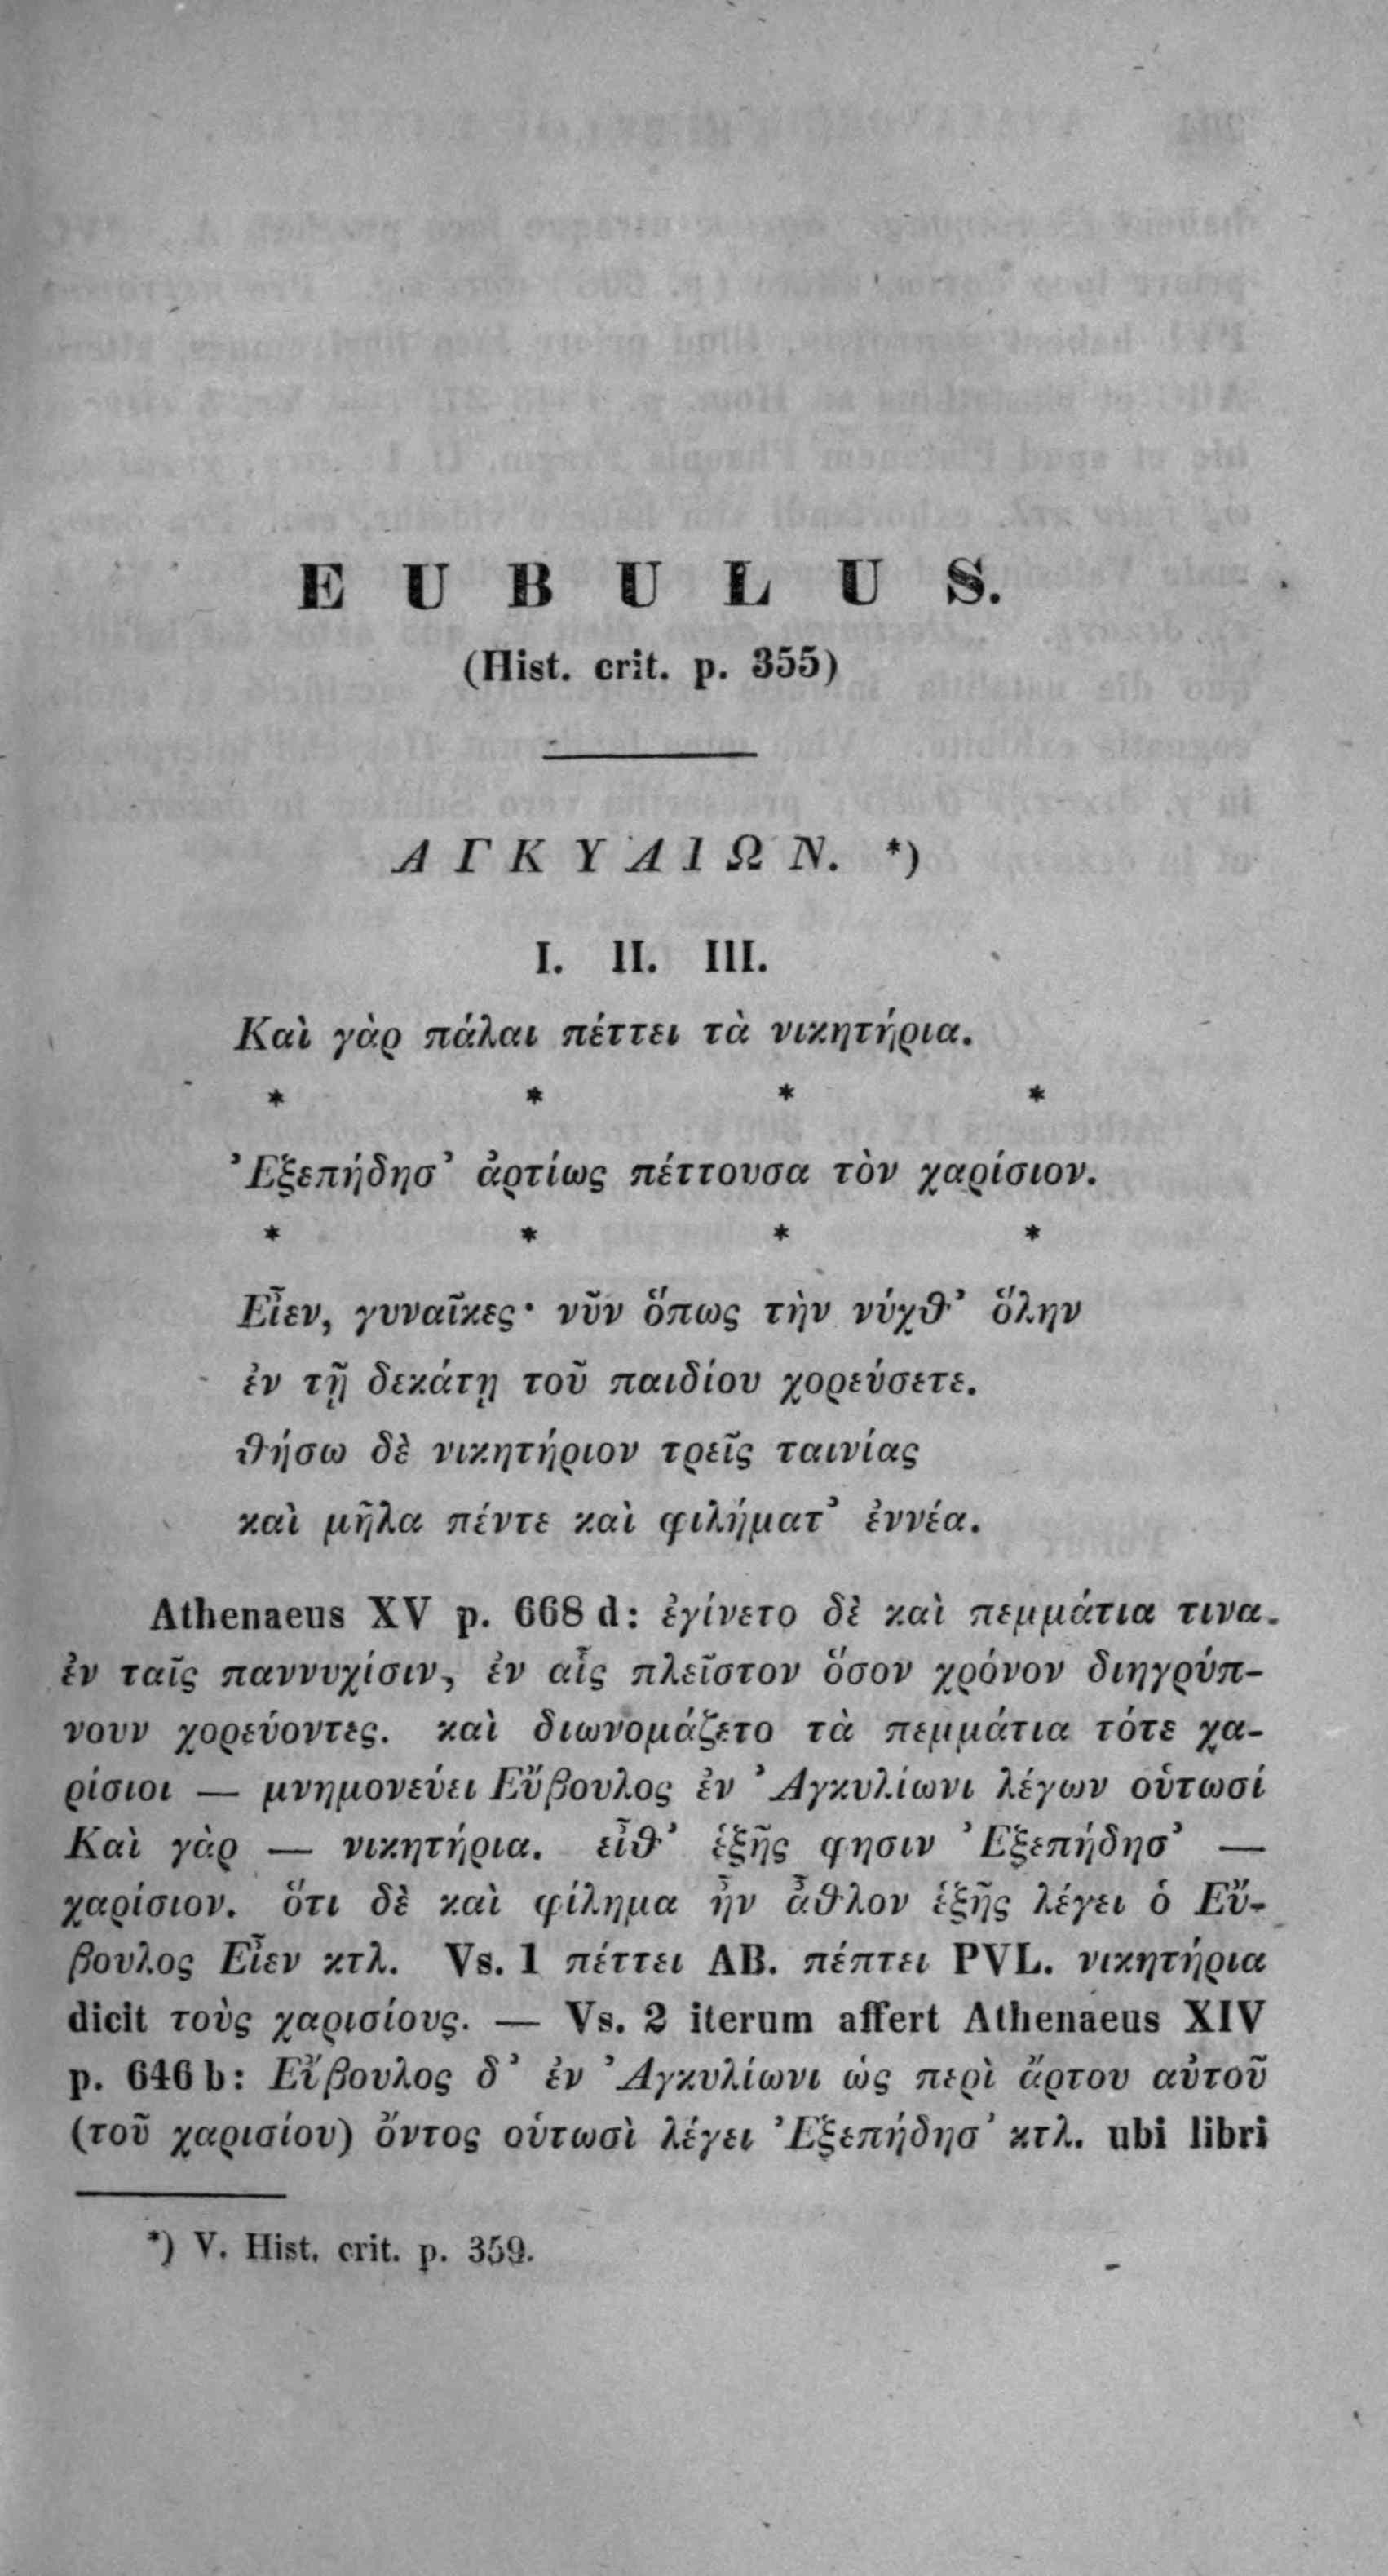 EUBULUS.
(Hist. crit. p. 355)
ΑΓΚΥΛΙΩΝ. *)
I. II. III.
Καὶ γὰρ πάλαι πέττει τὰ νικητήρια.
* * * *
Ἐξεπήδησ’ ἀρτίως πέττουσα τὸν χαρίσιον.
* * * *
Εἶεν, γυναῖκες· νῦν ὅπως τὴν νύχθ’ ὅλην
ἐν τῇ δεκάτῃ τοῦ παιδίου χορεύσετε.
θήσω δὲ νικητήριον τρεῖς ταινίας
καὶ μῆλα πέντε καὶ φιλήματ’ ἐννέα.
Athenaeus XV p. 668 d: ἐγίνετο δὲ καὶ πεμμάτια τινα.
ἐν ταῖς παννυχίσιν, ἐν αἷς πλεῖστον ὅσον χρόνον διηγρύπ-
νουν χορεύοντες. καὶ διωνομάζετο τὰ πεμμάτια τότε χα-
ρίσιοι — μνημονεύει Εὔβουλος ἐν Ἀγκυλίωνι λέγων οὑτωσί
Καὶ γὰρ — νικητήρια. εἶθ’ ἑξῆς φησιν Ἐξεπήδησ’ —
χαρίσιον. ὅτι δὲ καὶ φίλημα ἦν ἆθλον ἑξῆς λέγει ὁ Εὔ-
βουλος Εἶεν κτλ. Vs. 1 πέττει AB. πέπτει PVL. νικητήρια
dicit τοὺς χαρισίους. — Vs. 2 iterum affert Athenaeus XIV
p. 646 b: Εὔβουλος δ’ ἐν Ἀγκυλίωνι ὡς περὶ ἄρτου αὐτοῦ
(τοῦ χαρισίου) ὄντος οὑτωσὶ λέγει Ἐξεπήδησ’ κτλ. ubi libri
*) V. Hist. crit. p. 359.